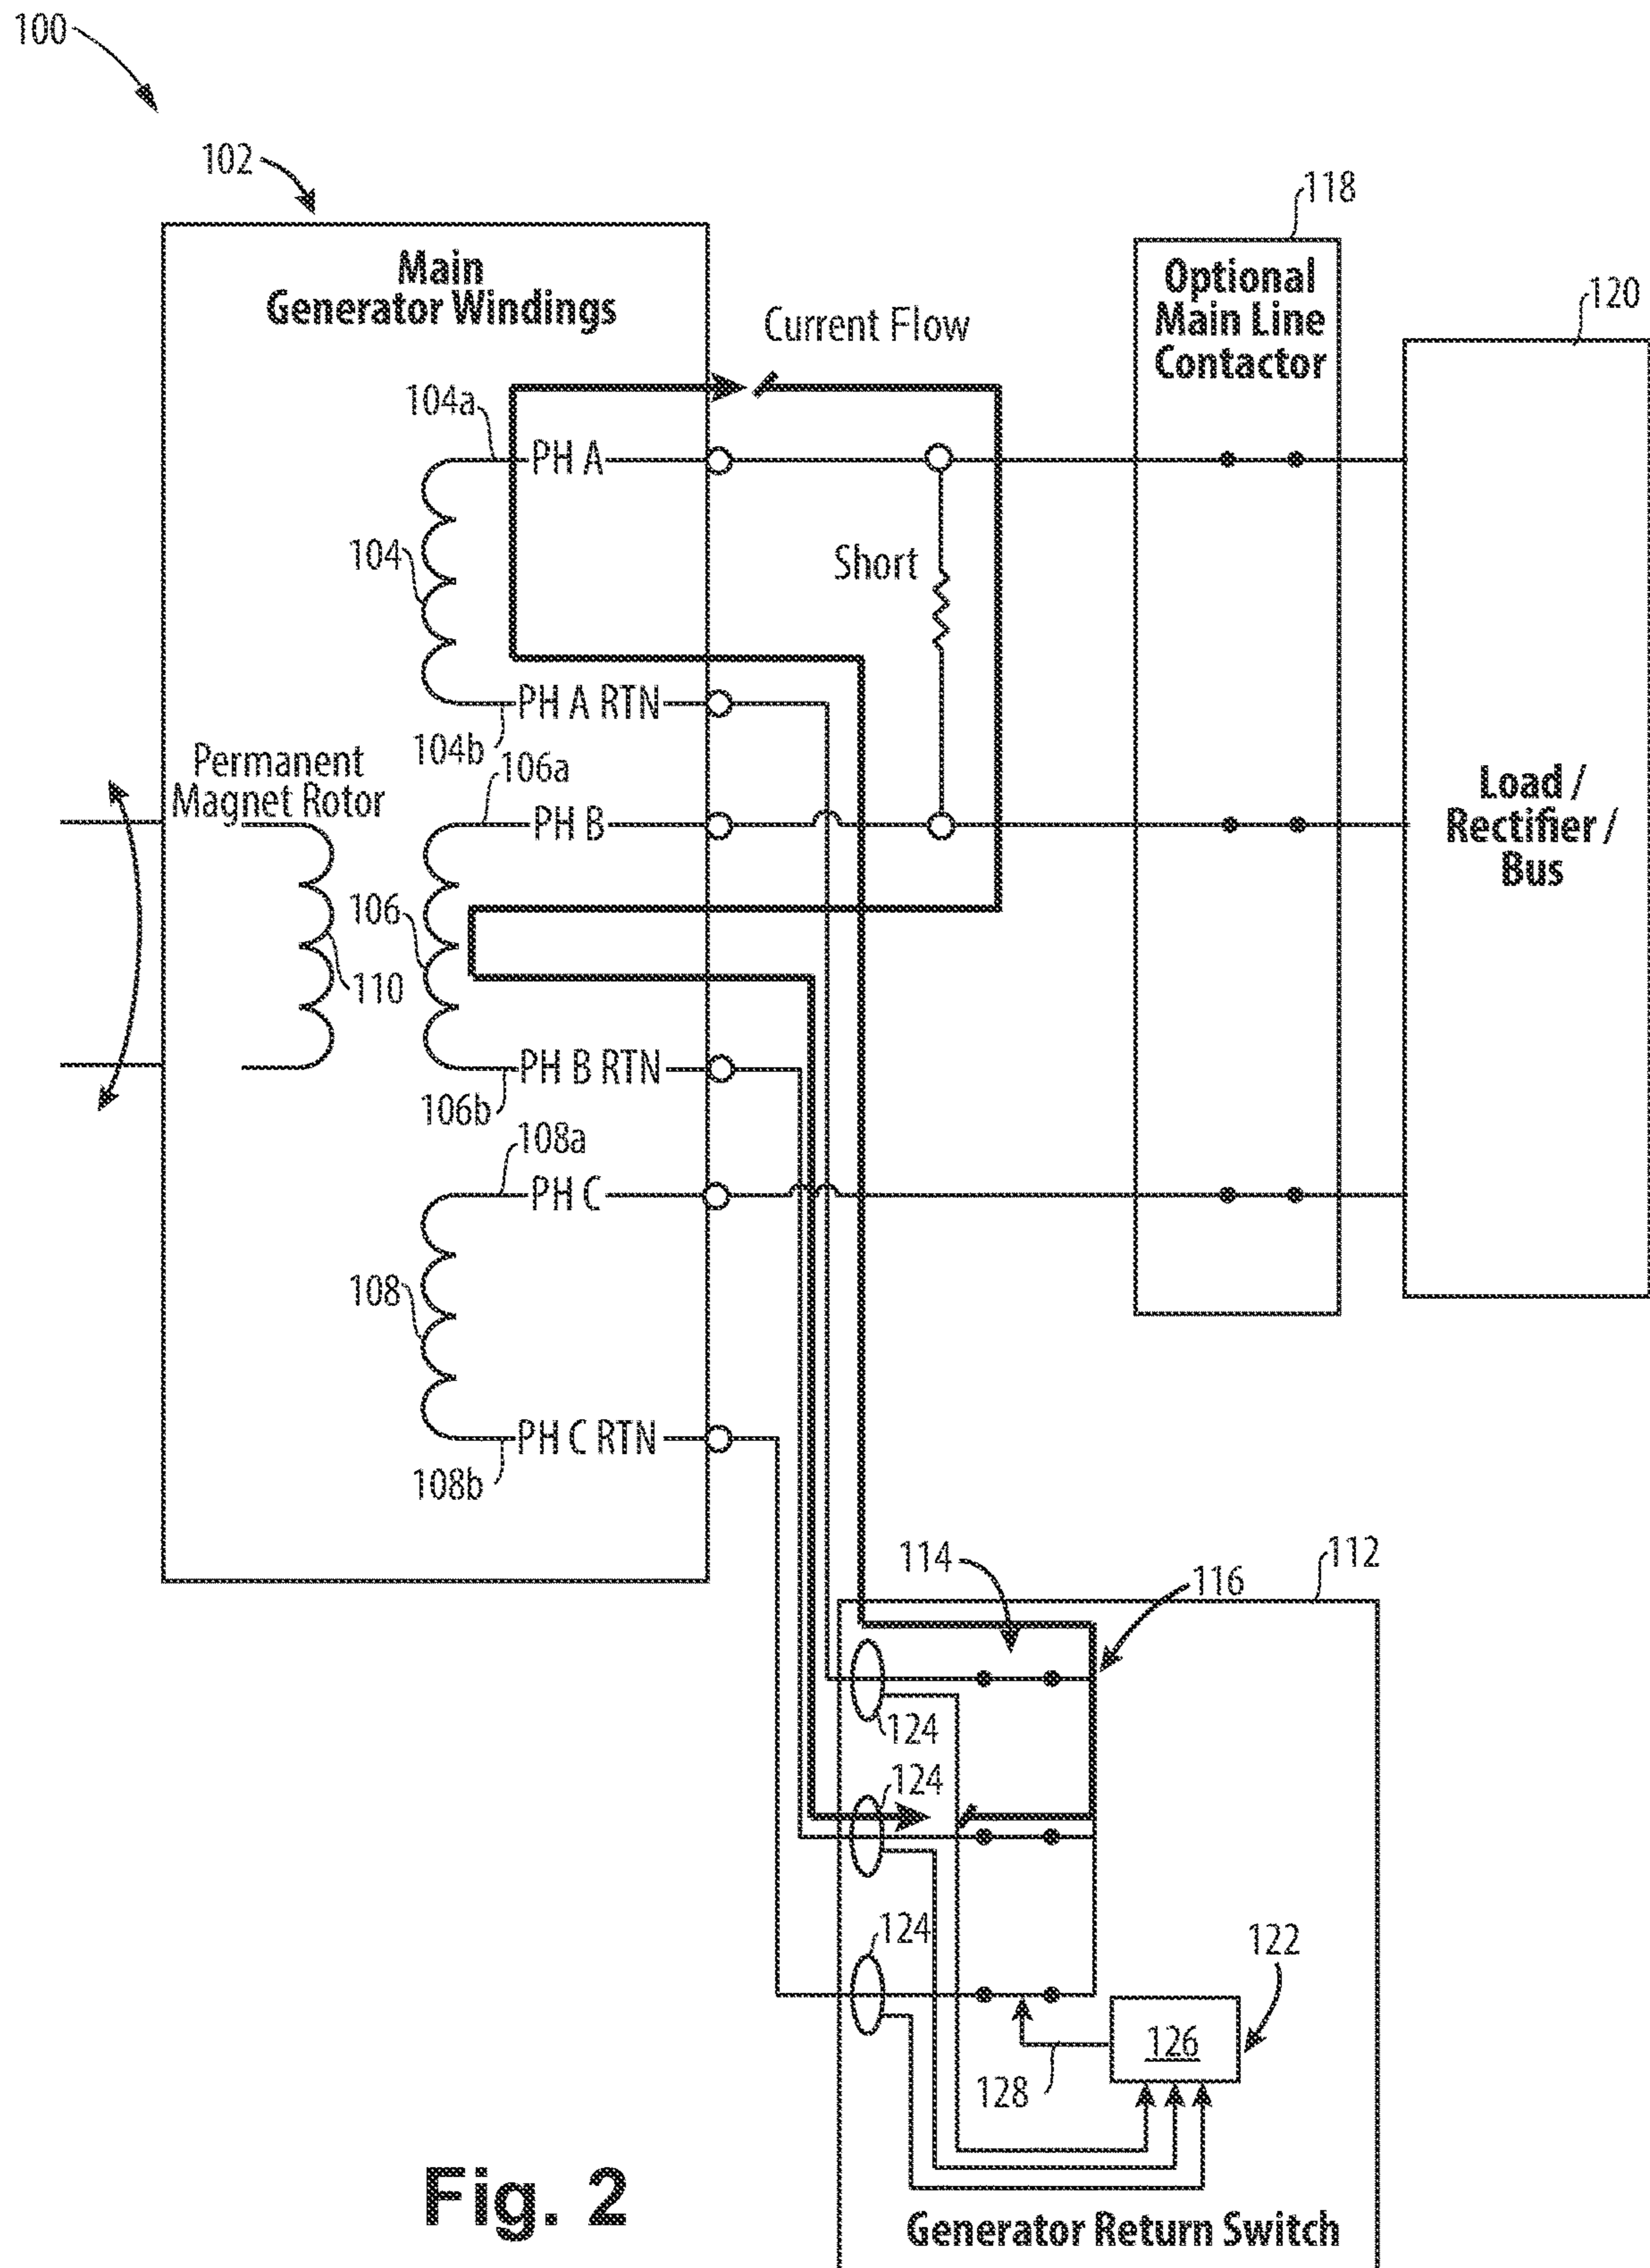 100
102
118
Main
Generator Windings
Optional
Main Line
Contactor
120
Current Flow
104a
PH A
104
Short
PH A RTN
104b
106a
Permanent
Magnet Rotor
PH B
Load /
Rectifier /
Bus
106
110
PH B RTN
106b
108a
PH C
108
PH C RTN
108b
114
116
112
124
124
124
122
126
128
Fig. 2
Generator Return Switch